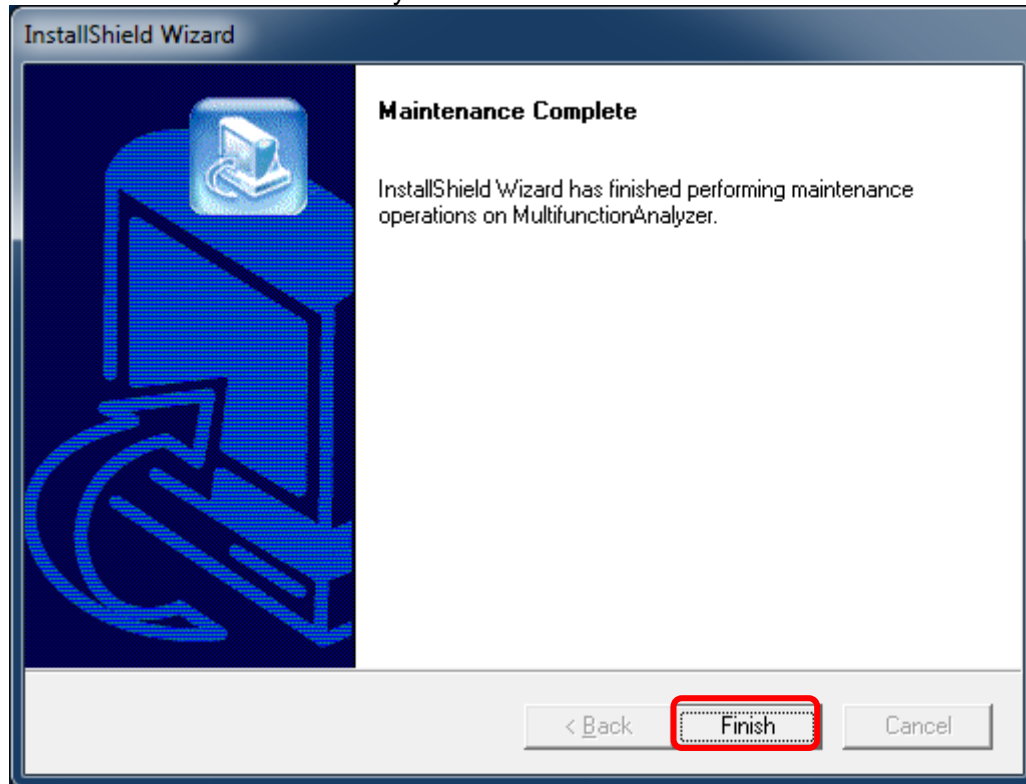 InstallShield Wizard
Maintenance Complete
InstallShield Wizard has finished performing maintenance
operations on MultifunctionAnalyzer.
< Back
Finish
Cancel